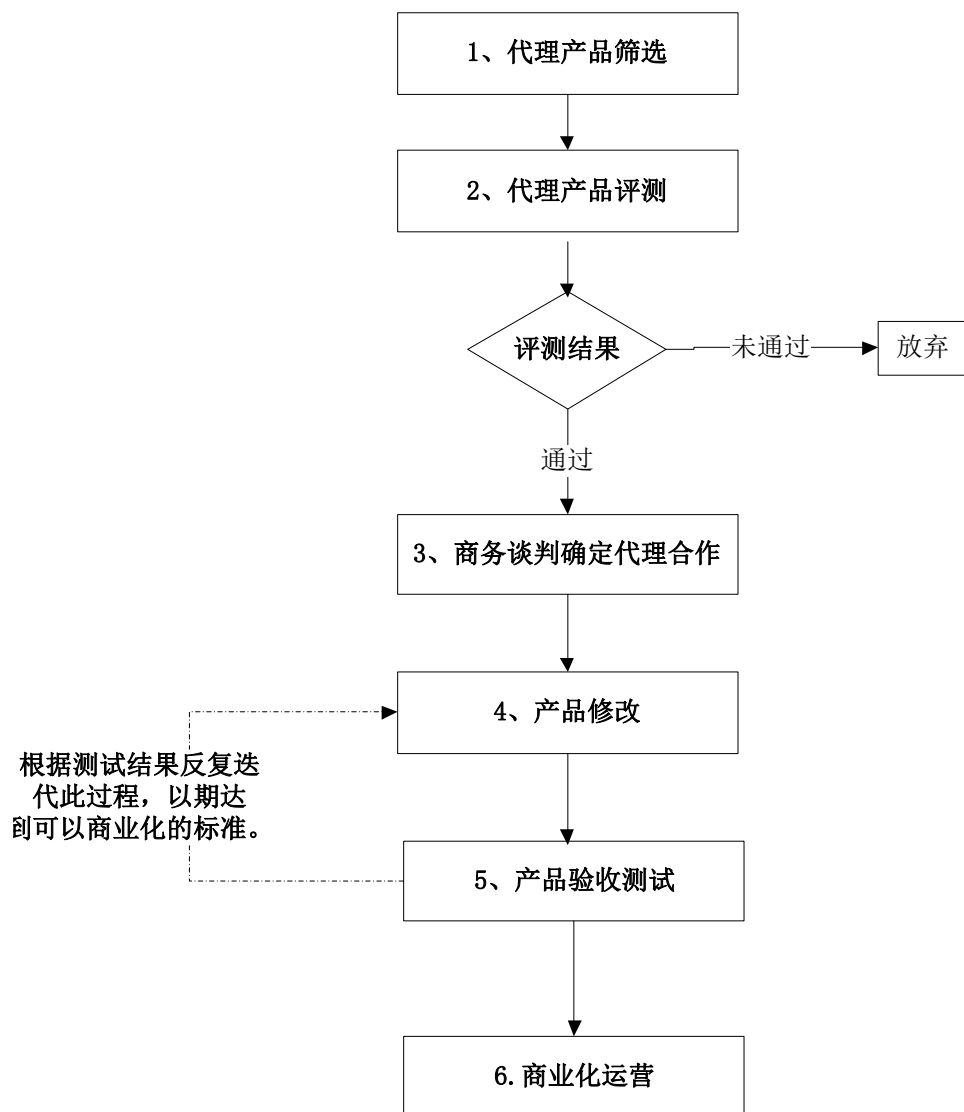 1、代理产品筛选
2、代理产品评测
评测结果
未通过
放弃
通过
3、商务谈判确定代理合作
4、产品修改
根据测试结果反复迭
代此过程，以期达
到可以商业化的标准。
5、产品验收测试
6.商业化运营